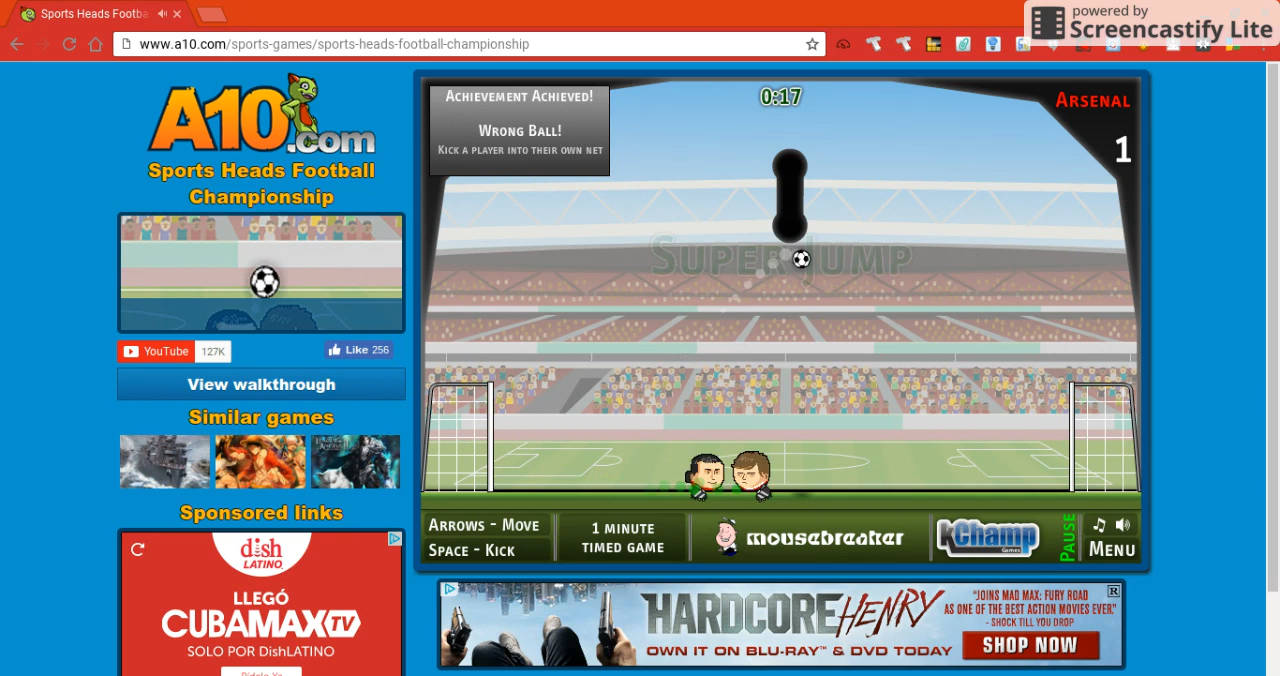 Sports Heads Footba
powered by
Screencastify Lite
www.a10.com/sports-games/sports-heads-football-championship
A10.com
Sports Heads Football
Championship
YouTube 127K
Like 256
View walkthrough
Similar games
Sponsored links
dish
LATINO
LLEGÓ
CUBAMAX TV
SOLO POR DishLATINO
Pídelo Ya
Achievement Achieved!
Wrong Ball!
Kick a player into their own net
0:17
Arsenal
1
Super Jump
Arrows - Move
Space - Kick
1 minute
timed game
mousebreaker
kChamp
Games
Pause
Menu
HARDCORE HENRY
"JOINS MAD MAX: FURY ROAD
AS ONE OF THE BEST ACTION MOVIES EVER."
- SHOCK TILL YOU DROP
OWN IT ON BLU-RAY™ & DVD TODAY
SHOP NOW
R